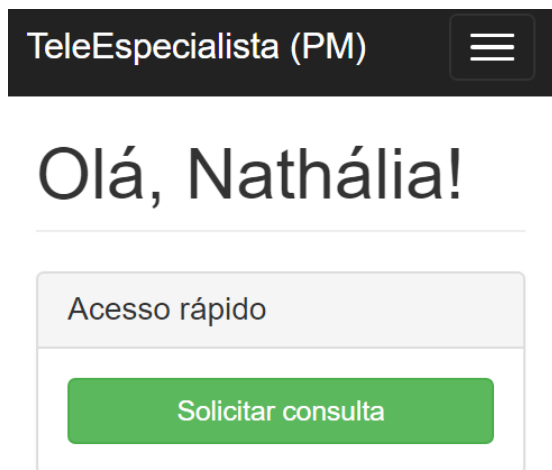 TeleEspecialista (PM)
Olá, Nathália!
Acesso rápido
Solicitar consulta